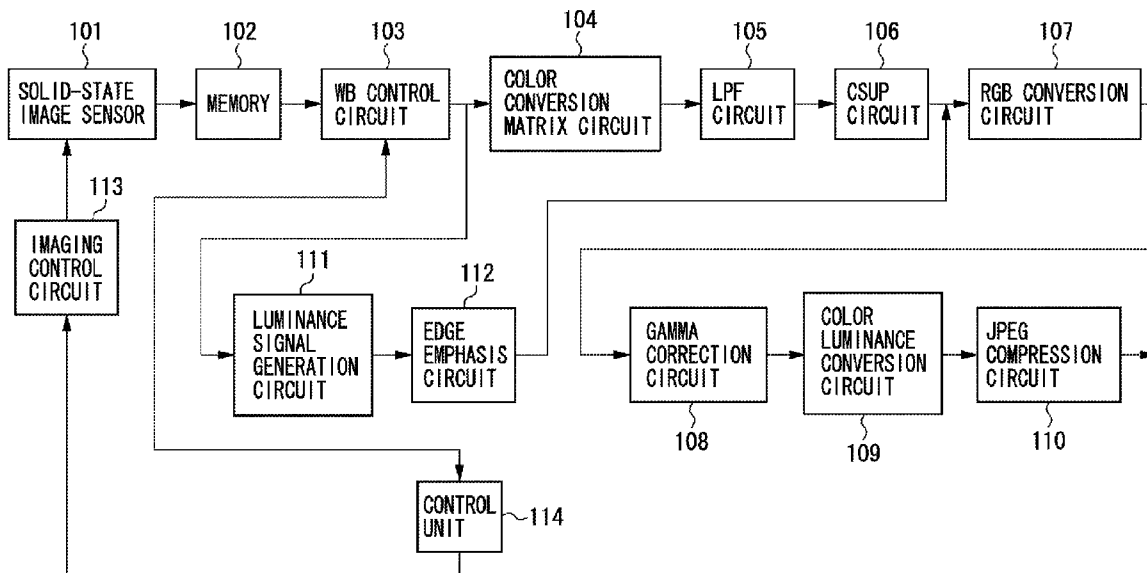 101
102
103
104
105
106
107
SOLID-STATE
IMAGE SENSOR
MEMORY
WB CONTROL
CIRCUIT
COLOR
CONVERSION
MATRIX CIRCUIT
LPF
CIRCUIT
CSUP
CIRCUIT
RGB CONVERSION
CIRCUIT
113
IMAGING
CONTROL
CIRCUIT
111
LUMINANCE
SIGNAL
GENERATION
CIRCUIT
112
EDGE
EMPHASIS
CIRCUIT
GAMMA
CORRECTION
CIRCUIT
108
COLOR
LUMINANCE
CONVERSION
CIRCUIT
109
JPEG
COMPRESSION
CIRCUIT
110
CONTROL
UNIT
114